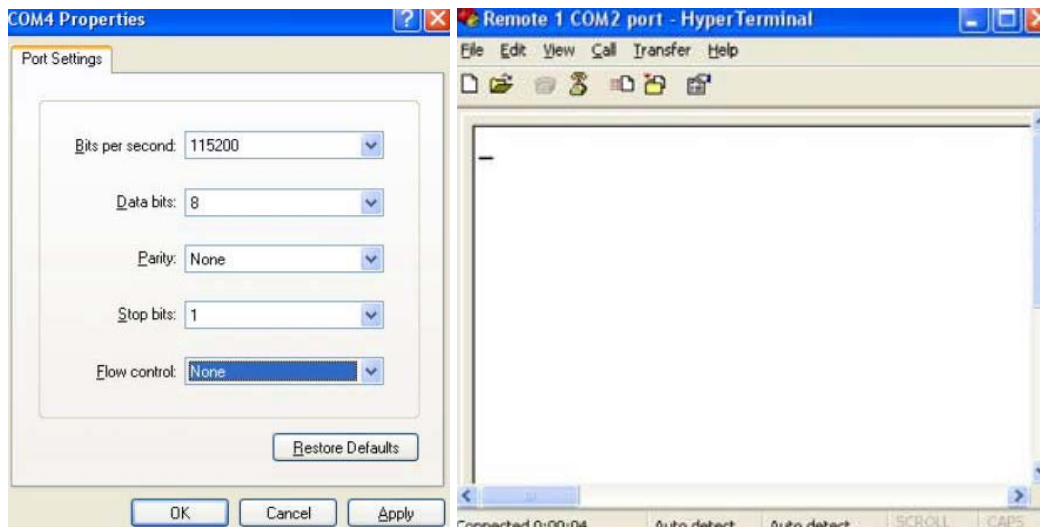 COM4 Properties
Port Settings
Bits per second: 115200
Data bits: 8
Parity: None
Stop bits: 1
Flow control: None
Restore Defaults
OK Cancel Apply
Remote 1 COM2 port - HyperTerminal
File Edit View Call Transfer Help
Connected 0:00:04 Auto detect Auto detect SCROLL CAPS